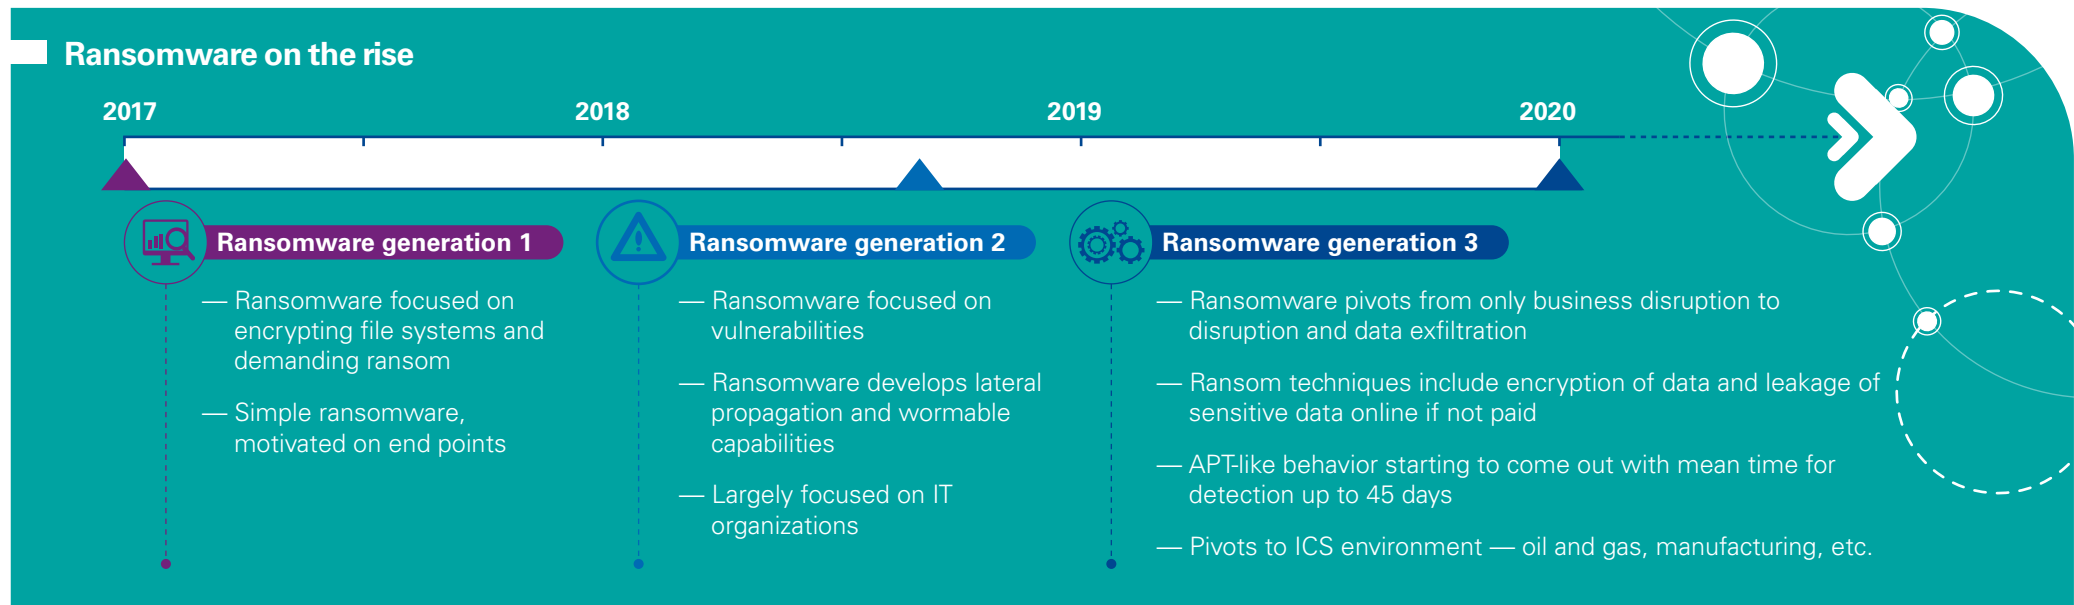 Ransomware on the rise
2017 2018 2019 2020
Ransomware generation 1
— Ransomware focused on
encrypting file systems and
demanding ransom
— Simple ransomware,
motivated on end points
Ransomware generation 2
— Ransomware focused on
vulnerabilities
— Ransomware develops lateral
propagation and wormable
capabilities
— Largely focused on IT
organizations
Ransomware generation 3
— Ransomware pivots from only business disruption to
disruption and data exfiltration
— Ransom techniques include encryption of data and leakage of
sensitive data online if not paid
— APT-like behavior starting to come out with mean time for
detection up to 45 days
— Pivots to ICS environment — oil and gas, manufacturing, etc.